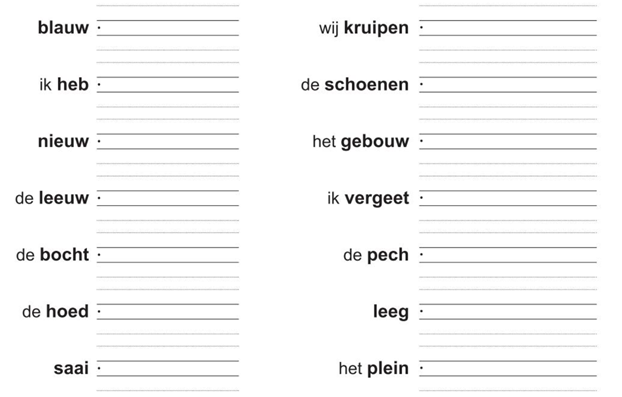 blauw
ik heb
nieuw
de leeuw
de bocht
de hoed
saai
wij kruipen
de schoenen
het gebouw
ik vergeet
de pech
leeg
het plein